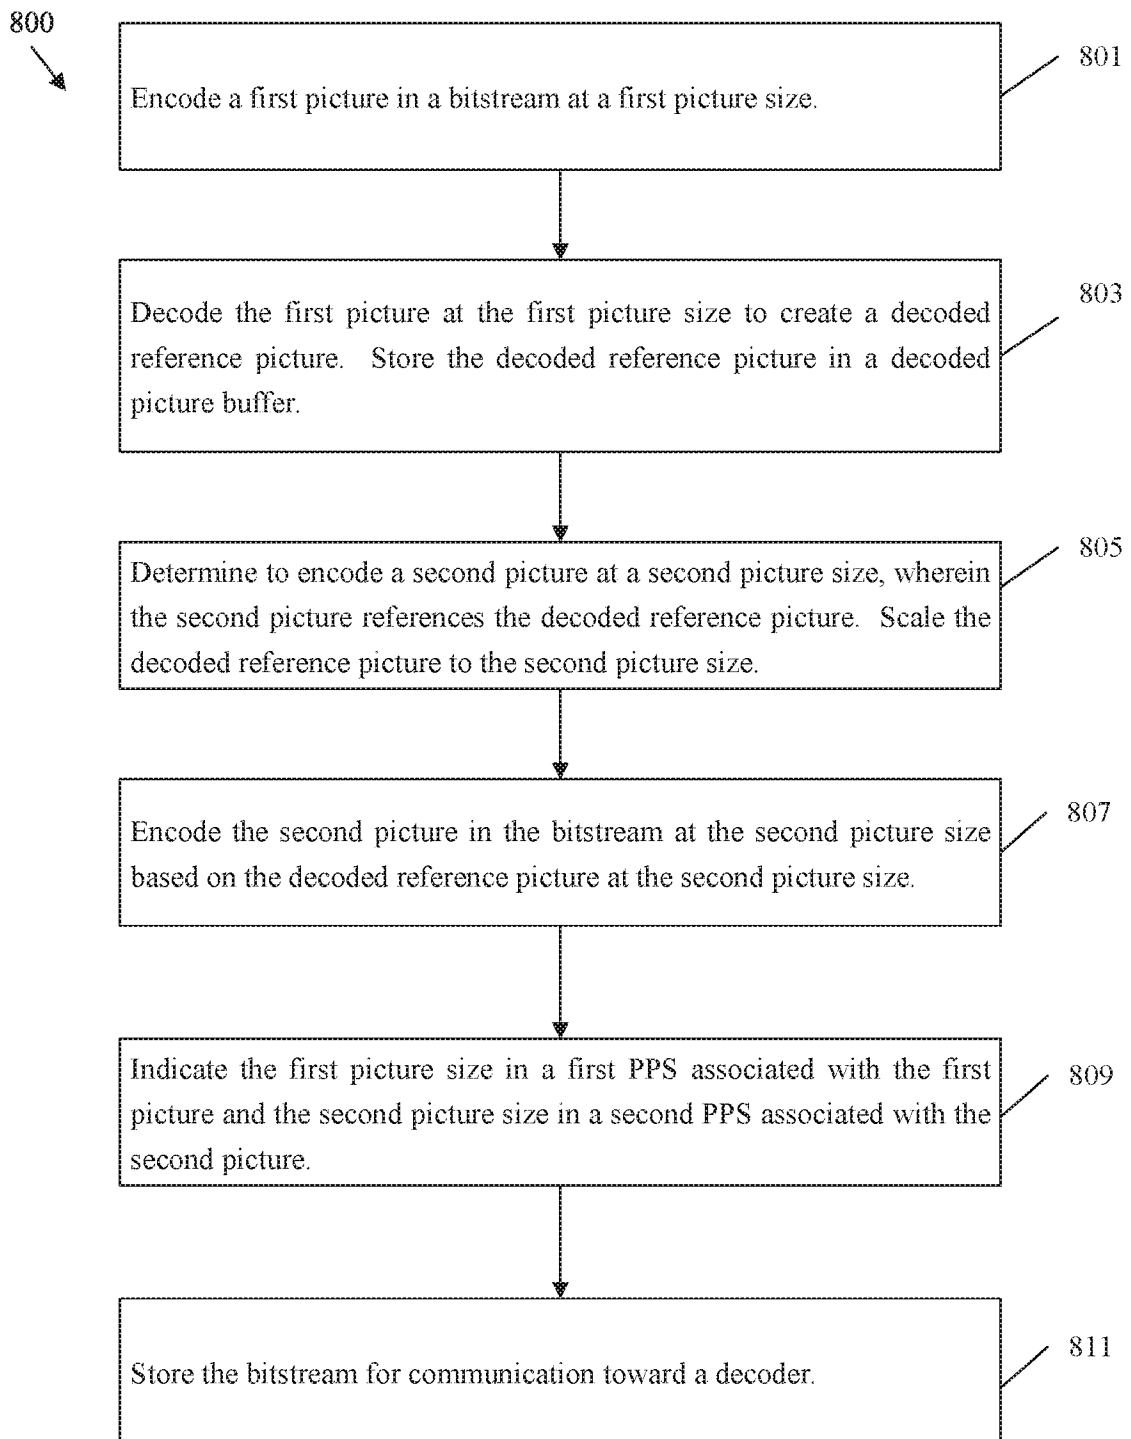 800
801
Encode a first picture in a bitstream at a first picture size.
803
Decode the first picture at the first picture size to create a decoded
reference picture. Store the decoded reference picture in a decoded
picture buffer.
805
Determine to encode a second picture at a second picture size, wherein
the second picture references the decoded reference picture. Scale the
decoded reference picture to the second picture size.
807
Encode the second picture in the bitstream at the second picture size
based on the decoded reference picture at the second picture size.
809
Indicate the first picture size in a first PPS associated with the first
picture and the second picture size in a second PPS associated with the
second picture.
811
Store the bitstream for communication toward a decoder.